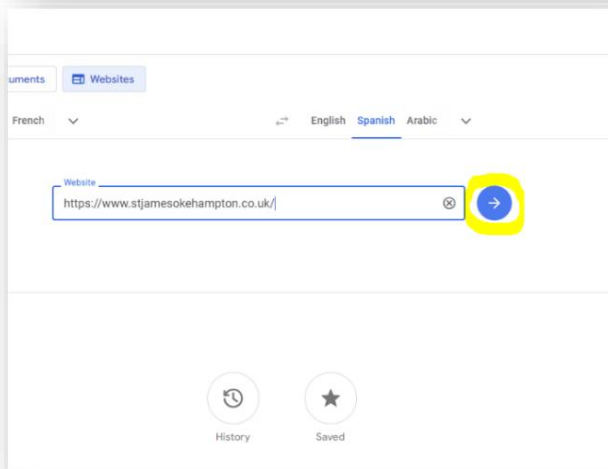 uments Websites
French English Spanish Arabic
Website
https://www.stjamesokehampton.co.uk/
History Saved